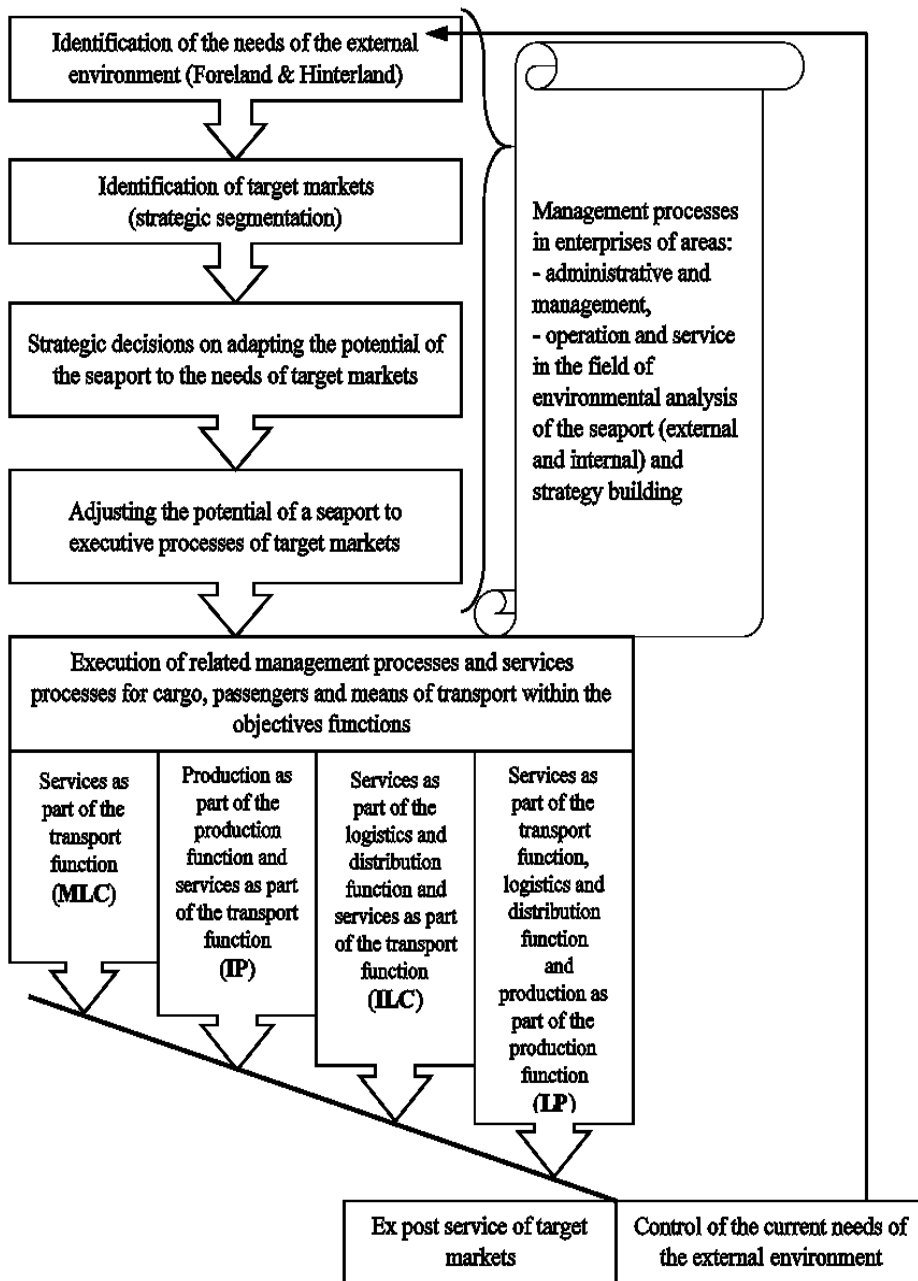 Identification of the needs of the external
environment (Foreland & Hinterland)
Identification of target markets
(strategic segmentation)
Strategic decisions on adapting the potential of
the seaport to the needs of target markets
Adjusting the potential of a seaport to
executive processes of target markets
Management processes
in enterprises of areas:
- administrative and
management,
- operation and service
in the field of
environmental analysis
of the seaport (external
and internal) and
strategy building
Execution of related management processes and services
processes for cargo, passengers and means of transport within the
objectives functions
Services as
part of the
transport
function
(MLC)
Production as
part of the
production
function and
services as part
of the transport
function
(IP)
Services as
part of the
logistics and
distribution
function and
services as part
of the transport
function
(ILC)
Services as
part of the
transport
function,
logistics and
distribution
function
and
production as
part of the
production
function
(LP)
Ex post service of target
markets
Control of the current needs of
the external environment